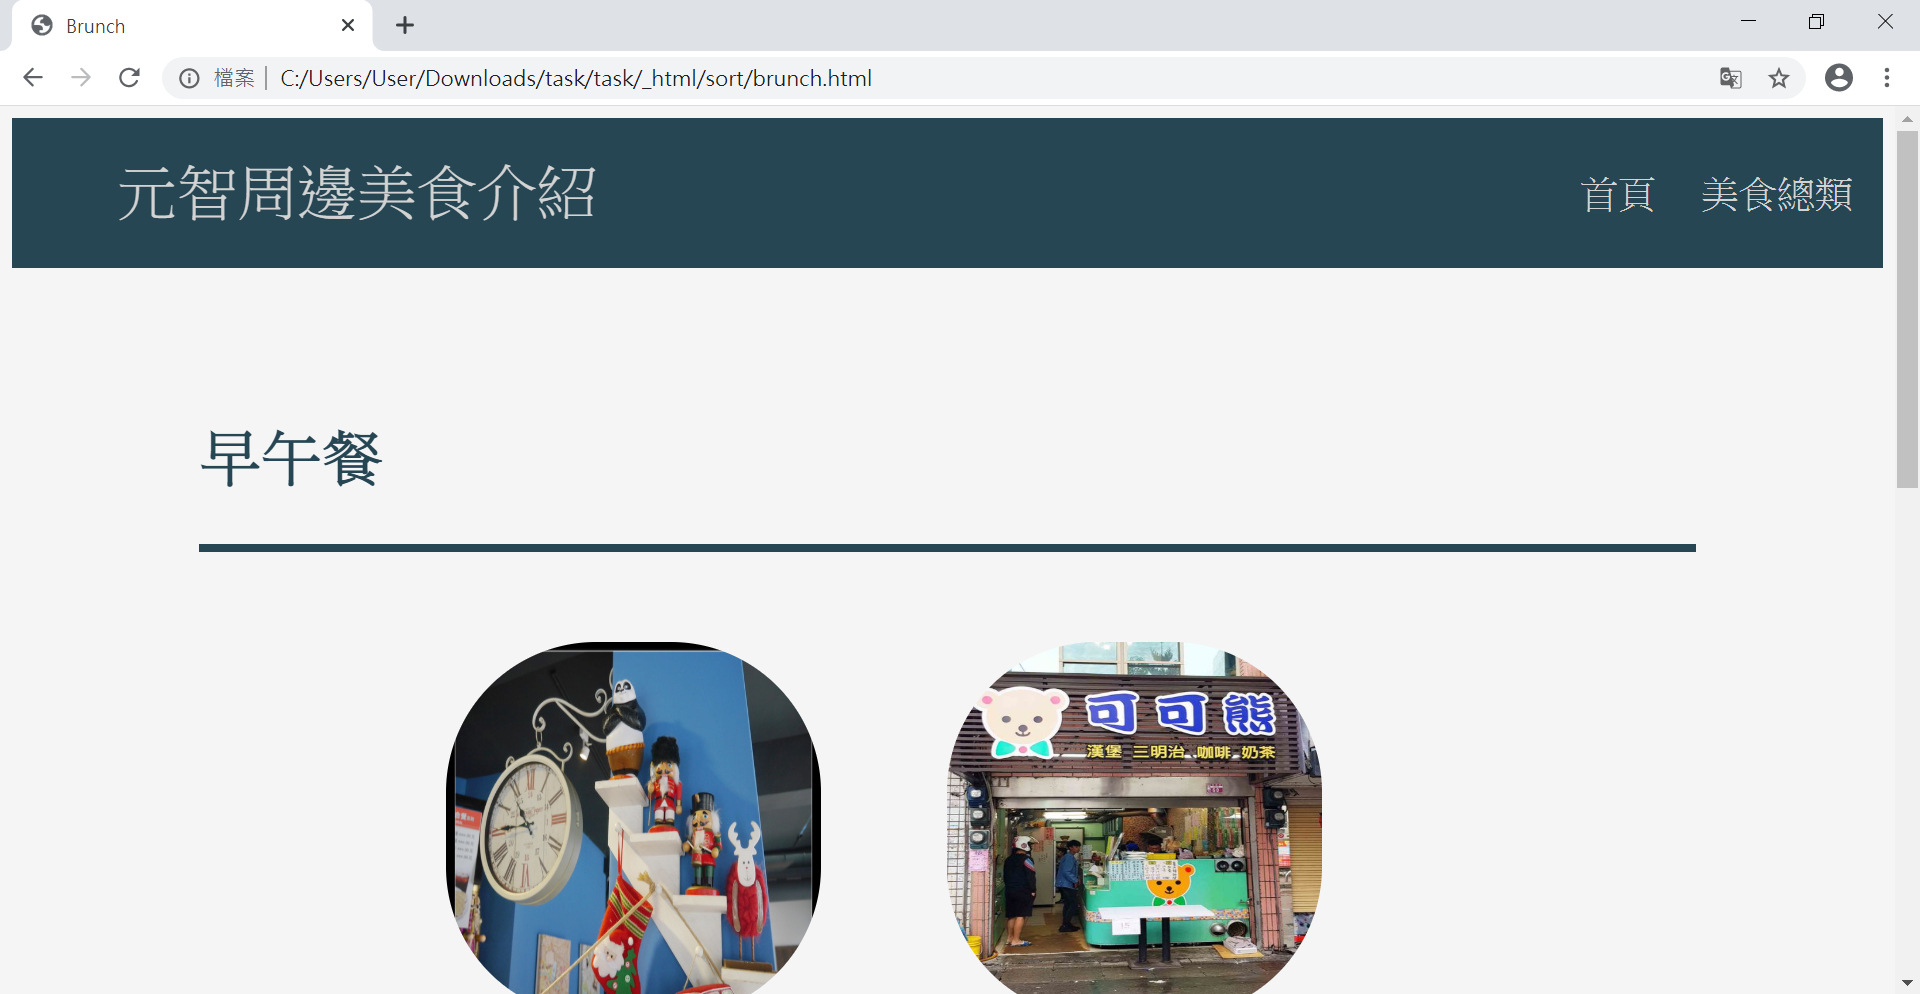 Brunch
檔案 C:/Users/User/Downloads/task/task/_html/sort/brunch.html
元智周邊美食介紹
首頁 美食總類
早午餐
可可熊
漢堡 三明治 咖啡 奶茶